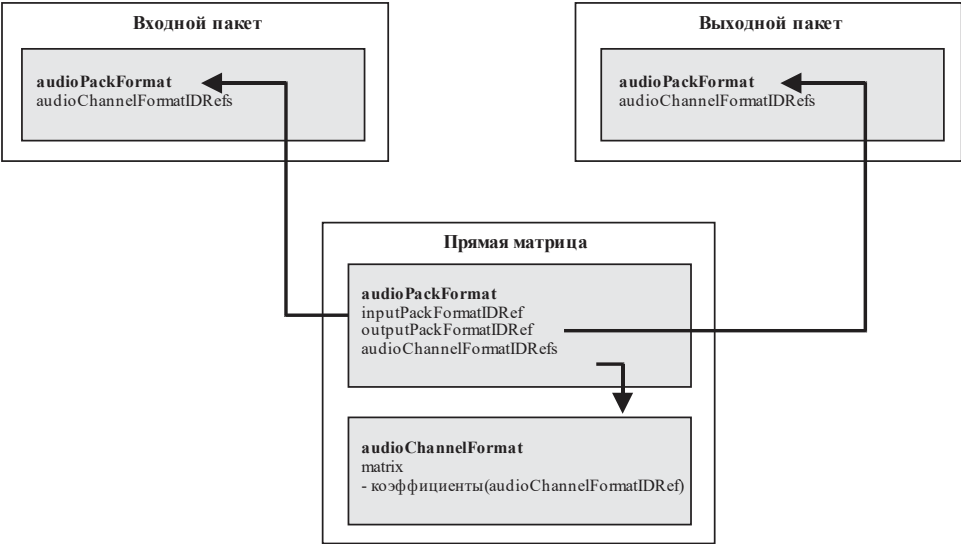 Входной пакет
audioPackFormat
audioChannelFormatIDRefs
Выходной пакет
audioPackFormat
audioChannelFormatIDRefs
Прямая матрица
audioPackFormat
inputPackFormatIDRef
outputPackFormatIDRef
audioChannelFormatIDRefs
audioChannelFormat
matrix
- коэффициенты(audioChannelFormatIDRef)